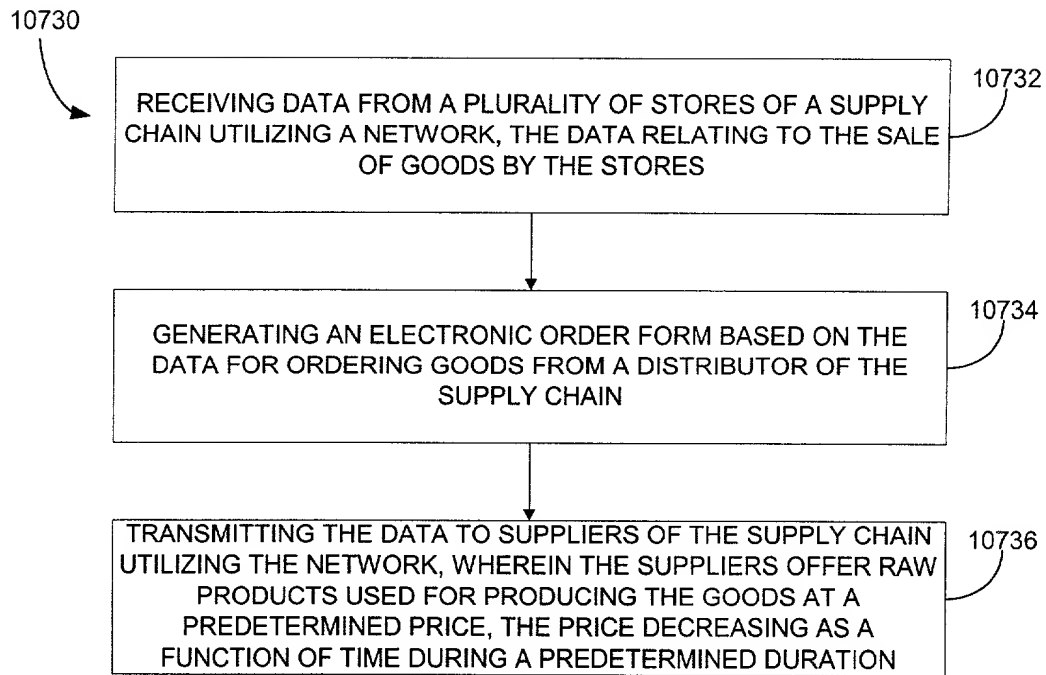 10730
RECEIVING DATA FROM A PLURALITY OF STORES OF A SUPPLY
CHAIN UTILIZING A NETWORK, THE DATA RELATING TO THE SALE
OF GOODS BY THE STORES
10732
GENERATING AN ELECTRONIC ORDER FORM BASED ON THE
DATA FOR ORDERING GOODS FROM A DISTRIBUTOR OF THE
SUPPLY CHAIN
10734
TRANSMITTING THE DATA TO SUPPLIERS OF THE SUPPLY CHAIN
UTILIZING THE NETWORK, WHEREIN THE SUPPLIERS OFFER RAW
PRODUCTS USED FOR PRODUCING THE GOODS AT A
PREDETERMINED PRICE, THE PRICE DECREASING AS A
FUNCTION OF TIME DURING A PREDETERMINED DURATION
10736